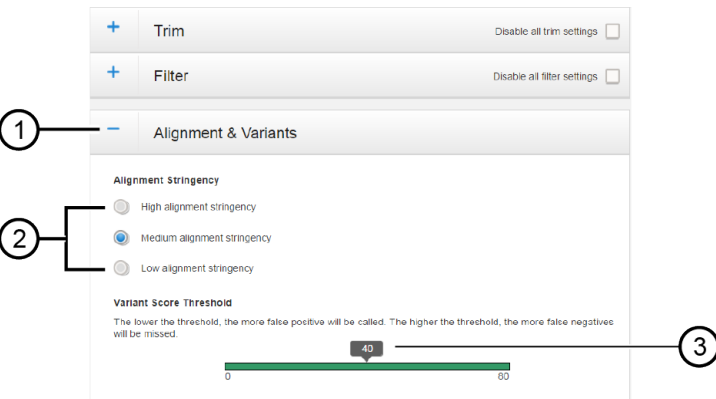 + Trim Disable all trim settings
+ Filter Disable all filter settings
1 − Alignment & Variants
Alignment Stringency
High alignment stringency
2 Medium alignment stringency
Low alignment stringency
Variant Score Threshold
The lower the threshold, the more false positive will be called. The higher the threshold, the more false negatives
will be missed.
40 3
0 80